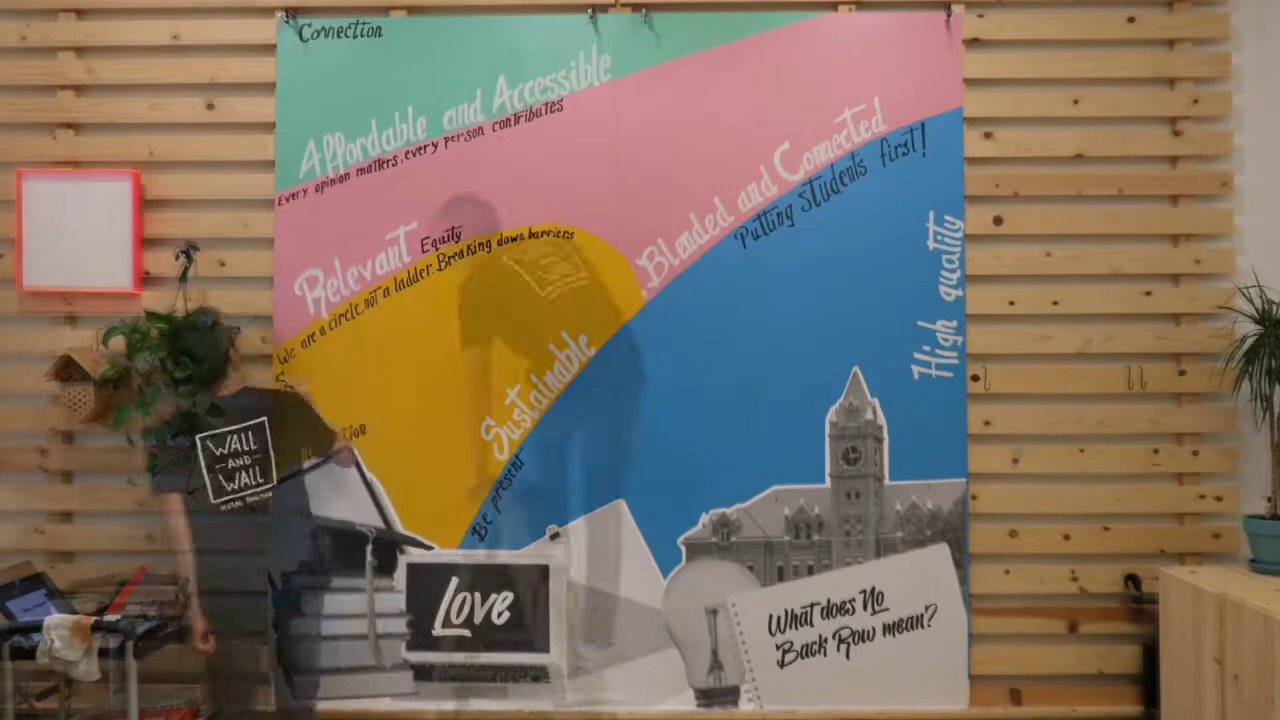 Connection
Affordable and Accessible
Every opinion matters, every person contributes
Blended and Connected
Putting students first!
Relevant
Equity
Breaking down barriers
We are a circle, not a ladder.
High quality
Sustainable
Be present
WALL
AND
WALL
Love
What does No
Back Row mean?